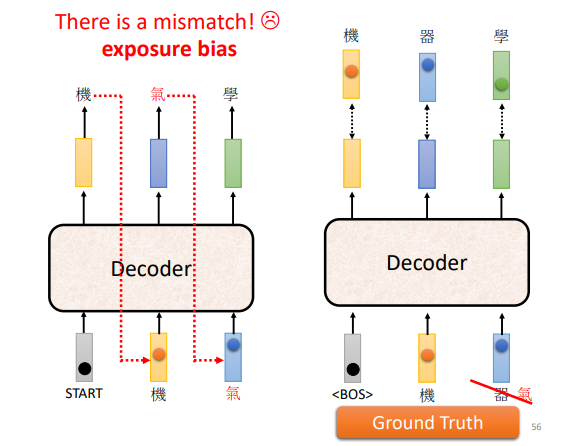 There is a mismatch! ☹
exposure bias
機 氣 學
Decoder
START 機 氣
機 器 學
Decoder
<BOS> 機 器 氣
Ground Truth
56